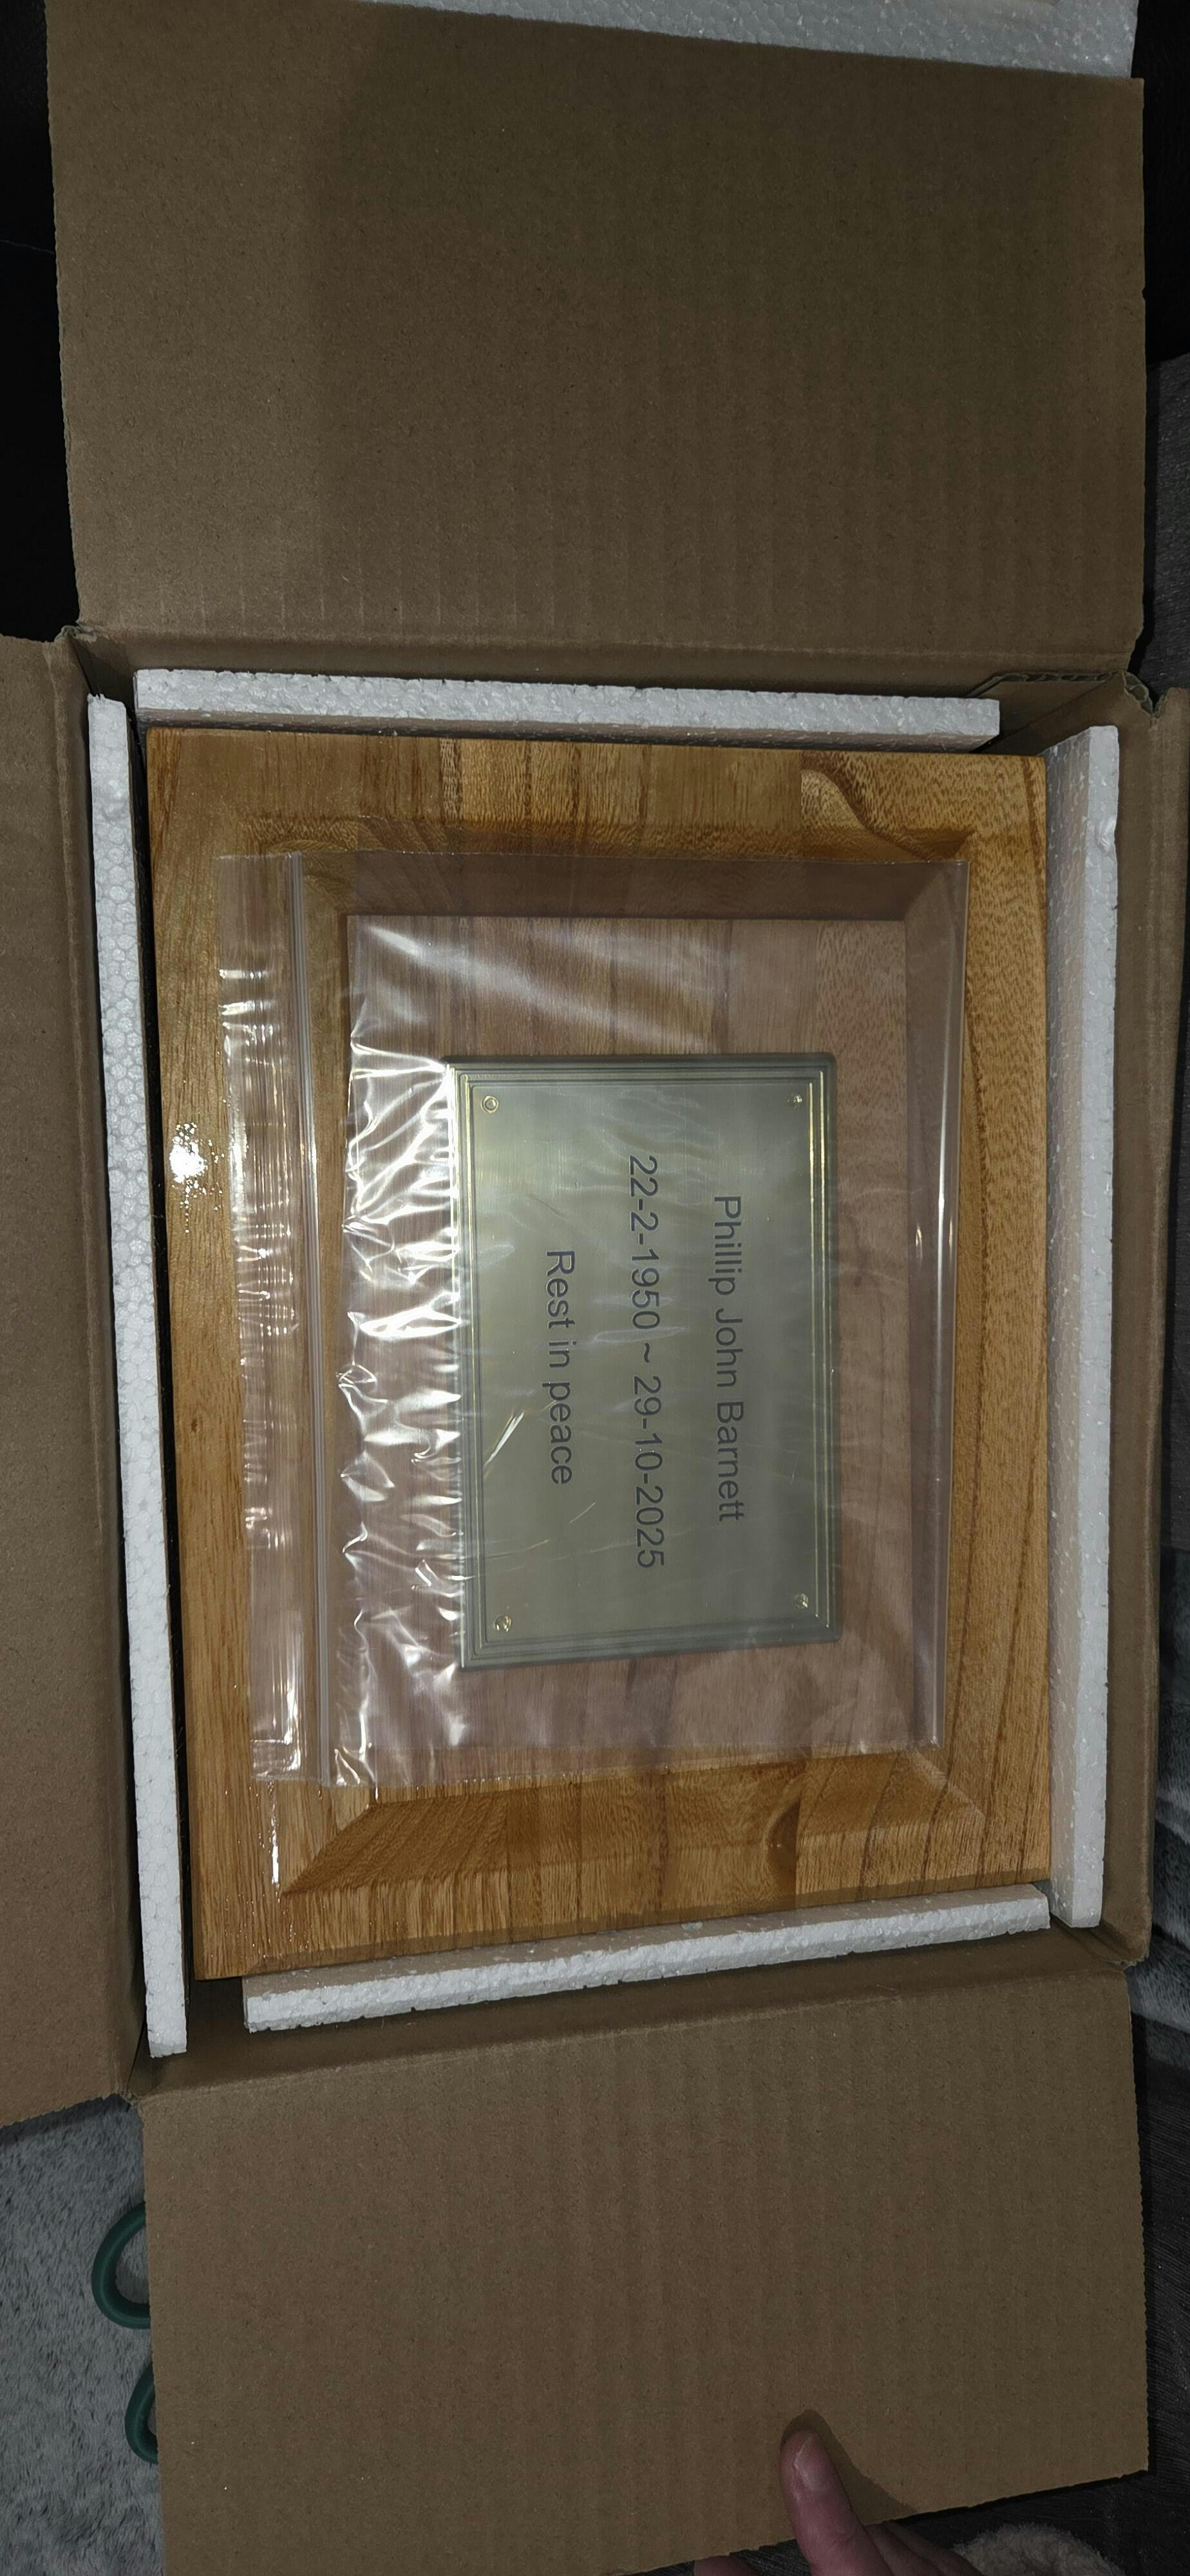 Phillip John Barnett
22-2-1950 ~ 29-10-2025
Rest in peace